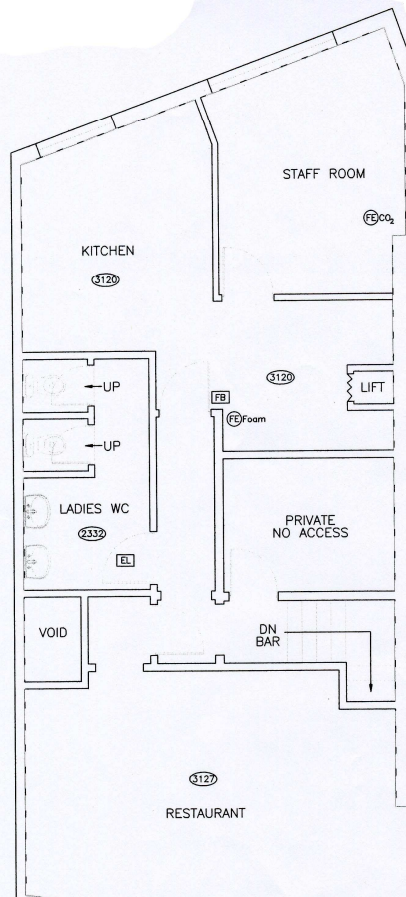 STAFF ROOM
FE CO₂
KITCHEN
3120
3120
LIFT
UP
FB
FE Foam
UP
LADIES WC
2332
EL
PRIVATE
NO ACCESS
VOID
DN
BAR
3127
RESTAURANT